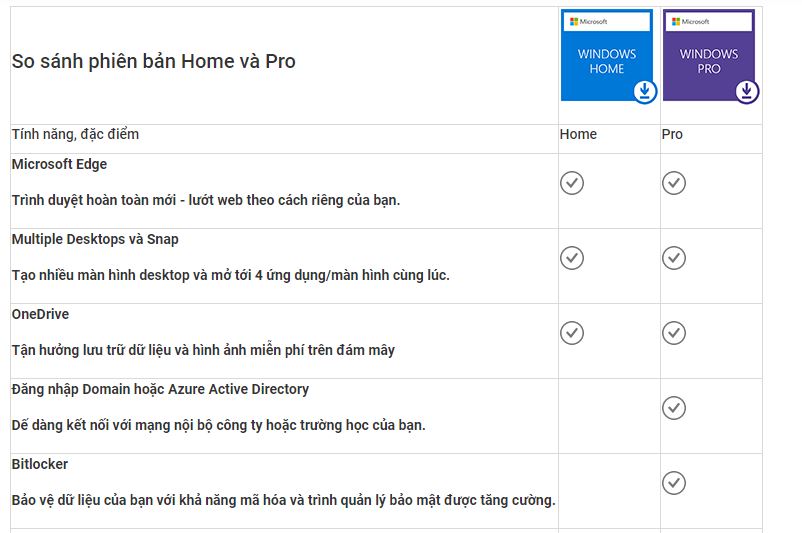 So sánh phiên bản Home và Pro
Microsoft
WINDOWS
HOME
Microsoft
WINDOWS
PRO
Tính năng, đặc điểm
Home
Pro
Microsoft Edge
Trình duyệt hoàn toàn mới - lướt web theo cách riêng của bạn.
Multiple Desktops và Snap
Tạo nhiều màn hình desktop và mở tới 4 ứng dụng/màn hình cùng lúc.
OneDrive
Tận hưởng lưu trữ dữ liệu và hình ảnh miễn phí trên đám mây
Đăng nhập Domain hoặc Azure Active Directory
Dế dàng kết nối với mạng nội bộ công ty hoặc trường học của bạn.
Bitlocker
Bảo vệ dữ liệu của bạn với khả năng mã hóa và trình quản lý bảo mật được tăng cường.